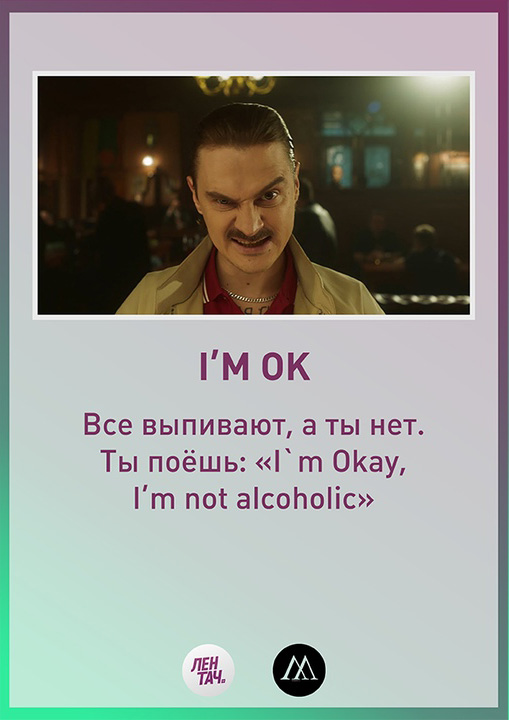 I’M OK
Все выпивают, а ты нет.
Ты поёшь: «I`m Okay,
I’m not alcoholic»
ЛЕН
ТАЧ.